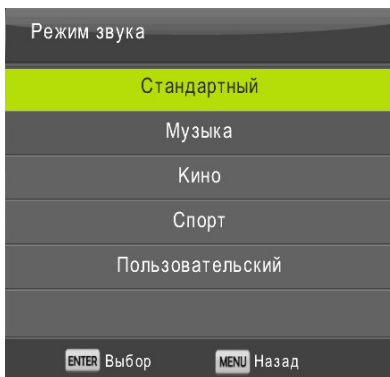 Режим звука
Стандартный
Музыка
Кино
Спорт
Пользовательский
ENTER Выбор MENU Назад